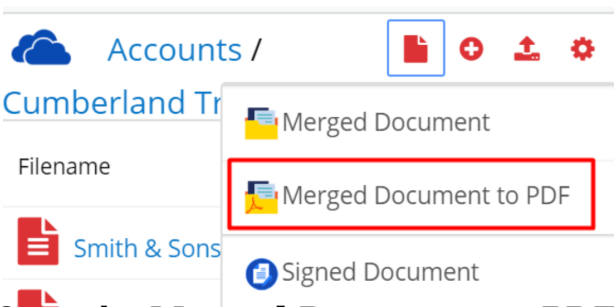 Accounts /
Cumberland Tr
Merged Document
Filename
Merged Document to PDF
Smith & Sons
Signed Document